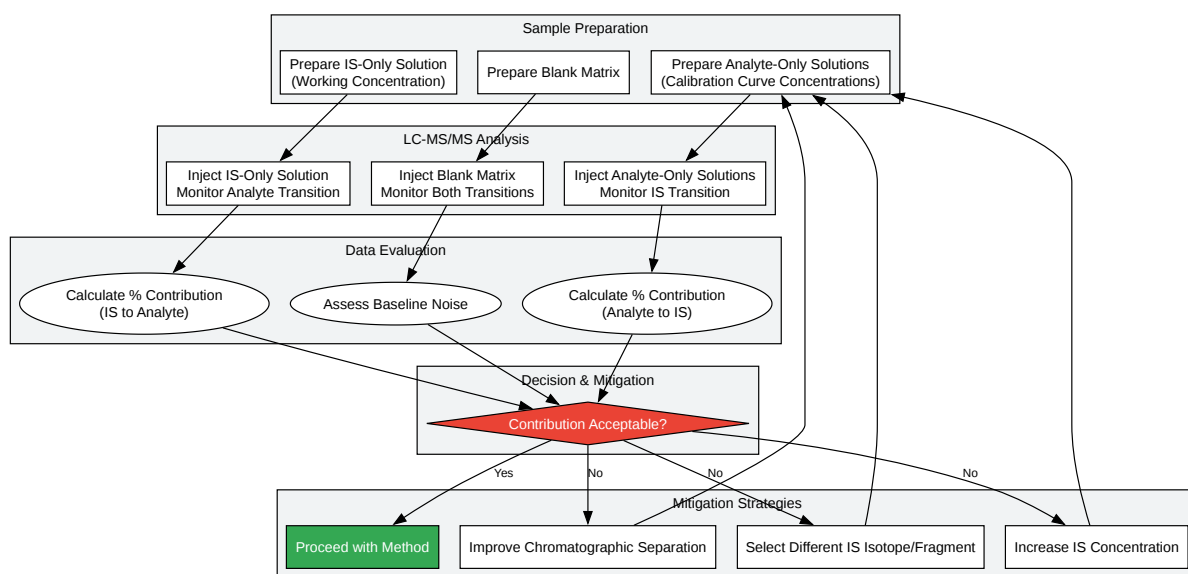 Sample Preparation
Prepare IS-Only Solution
(Working Concentration)
Prepare Blank Matrix
Prepare Analyte-Only Solutions
(Calibration Curve Concentrations)
LC-MS/MS Analysis
Inject IS-Only Solution
Monitor Analyte Transition
Inject Blank Matrix
Monitor Both Transitions
Inject Analyte-Only Solutions
Monitor IS Transition
Data Evaluation
Calculate % Contribution
(IS to Analyte)
Assess Baseline Noise
Calculate % Contribution
(Analyte to IS)
Decision & Mitigation
Contribution Acceptable?
Yes
No
No
No
Mitigation Strategies
Proceed with Method
Improve Chromatographic Separation
Select Different IS Isotope/Fragment
Increase IS Concentration